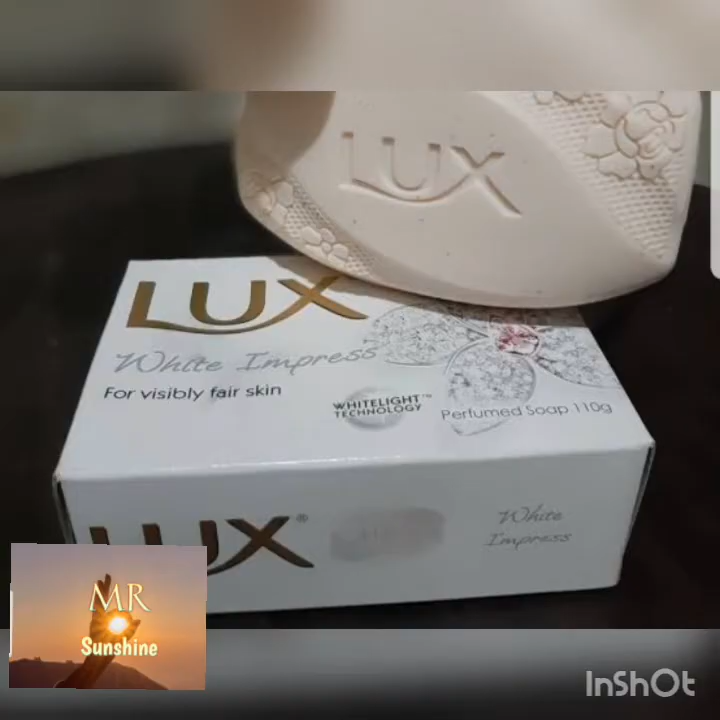 LUX
LUX
White Impress
For visibly fair skin
WHITELIGHT™
TECHNOLOGY
Perfumed Soap 110g
LUX®
White
Impress
MR
Sunshine
InShOt